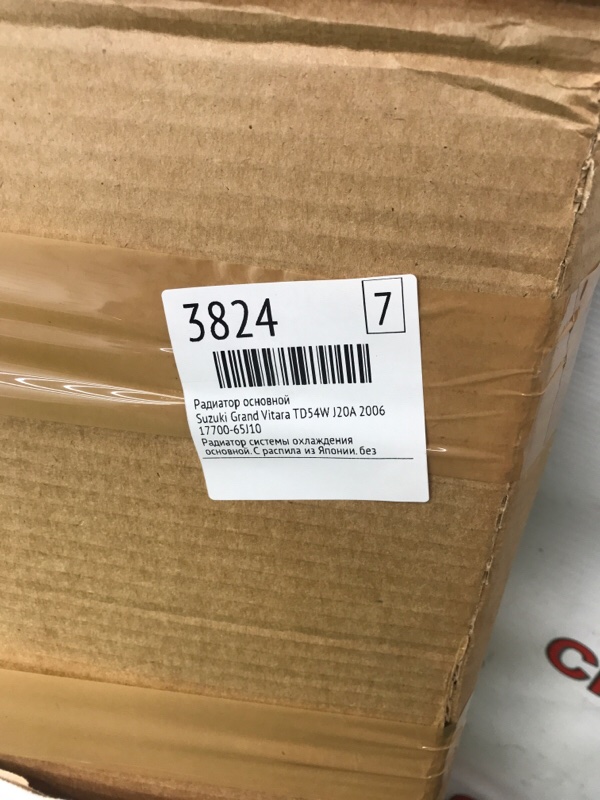 3824
7
Радиатор основной
Suzuki Grand Vitara TD54W J20A 2006
17700-65J10
Радиатор системы охлаждения
основной. С распила из Японии. без